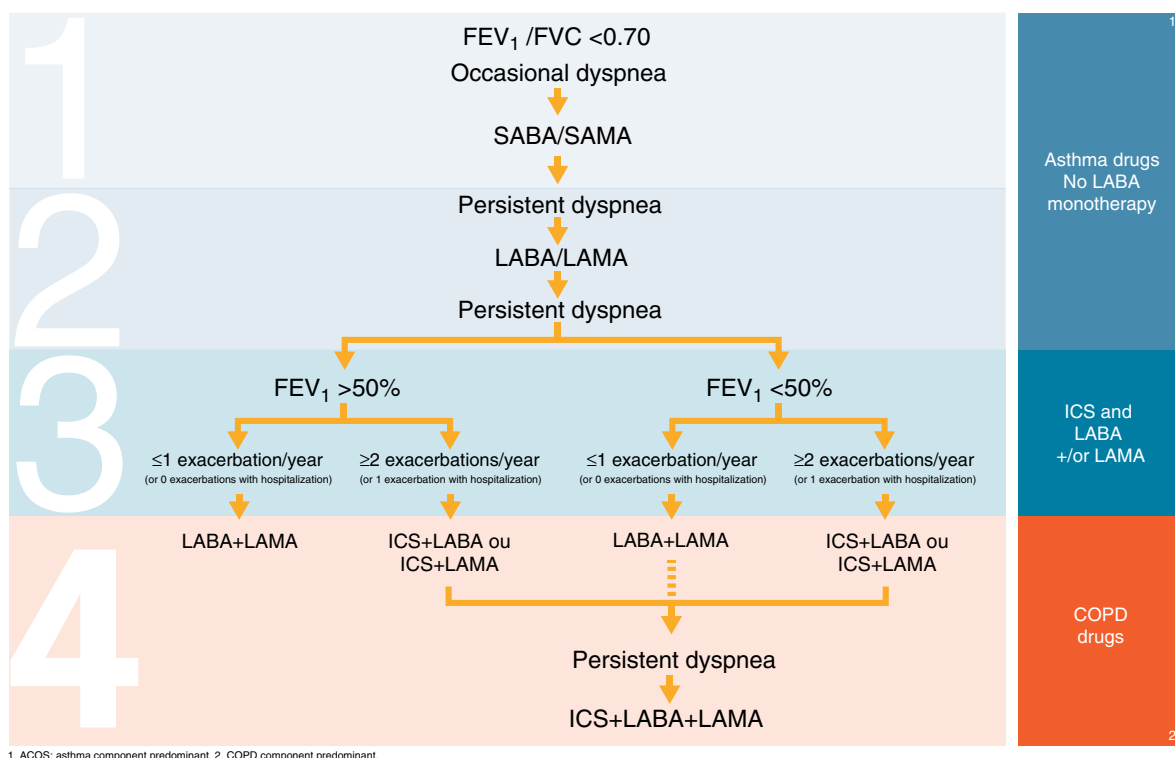 1
FEV1 /FVC <0.70
Occasional dyspnea
SABA/SAMA
2
Persistent dyspnea
LABA/LAMA
Persistent dyspnea
3
FEV1 >50%
FEV1 <50%
≤1 exacerbation/year
(or 0 exacerbations with hospitalization)
≥2 exacerbations/year
(or 1 exacerbation with hospitalization)
≤1 exacerbation/year
(or 0 exacerbations with hospitalization)
≥2 exacerbations/year
(or 1 exacerbation with hospitalization)
4
LABA+LAMA
ICS+LABA ou
ICS+LAMA
LABA+LAMA
ICS+LABA ou
ICS+LAMA
Persistent dyspnea
ICS+LABA+LAMA
1
Asthma drugs
No LABA
monotherapy
ICS and
LABA
+/or LAMA
COPD
drugs
2
1. ACOS: asthma component predominant. 2. COPD component predominant.